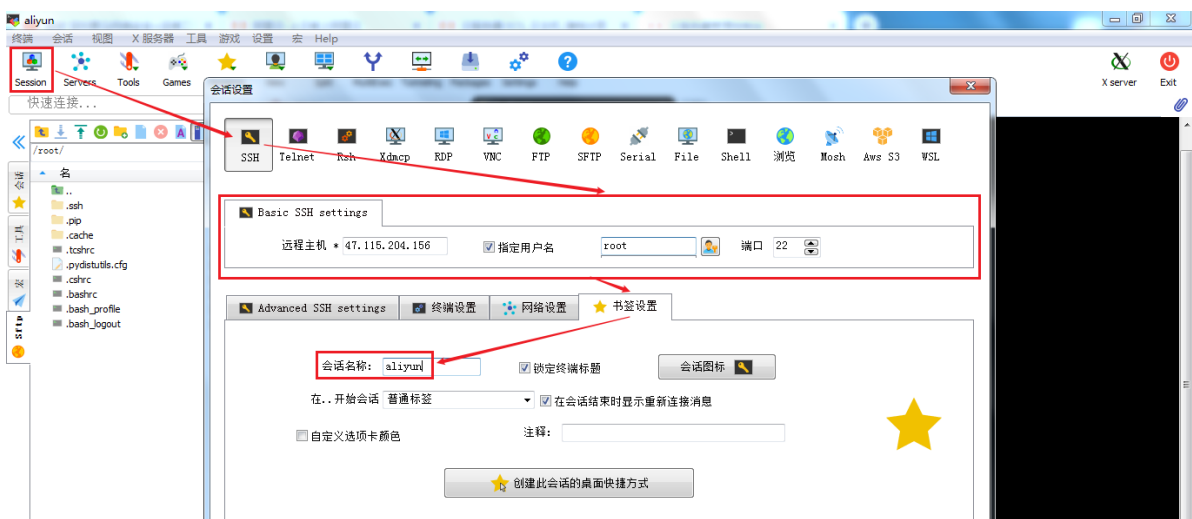 aliyun
终端 会话 视图 X 服务器 工具 游戏 设置 宏 Help
Session Servers Tools Games
X server Exit
快速连接...
会话设置
SSH Telnet Rsh Xdmcp RDP VNC FTP SFTP Serial File Shell 浏览 Mosh Aws S3 WSL
/root/
名
..
.ssh
.pip
.cache
.tcshrc
.pydistutils.cfg
.cshrc
.bashrc
.bash_profile
.bash_logout
会话
工具
宏
Sftp
Basic SSH settings
远程主机 * 47.115.204.156 指定用户名 root 端口 22
Advanced SSH settings 终端设置 网络设置 书签设置
会话名称: aliyun 锁定终端标题 会话图标
在..开始会话 普通标签 在会话结束时显示重新连接消息
自定义选项卡颜色 注释:
创建此会话的桌面快捷方式